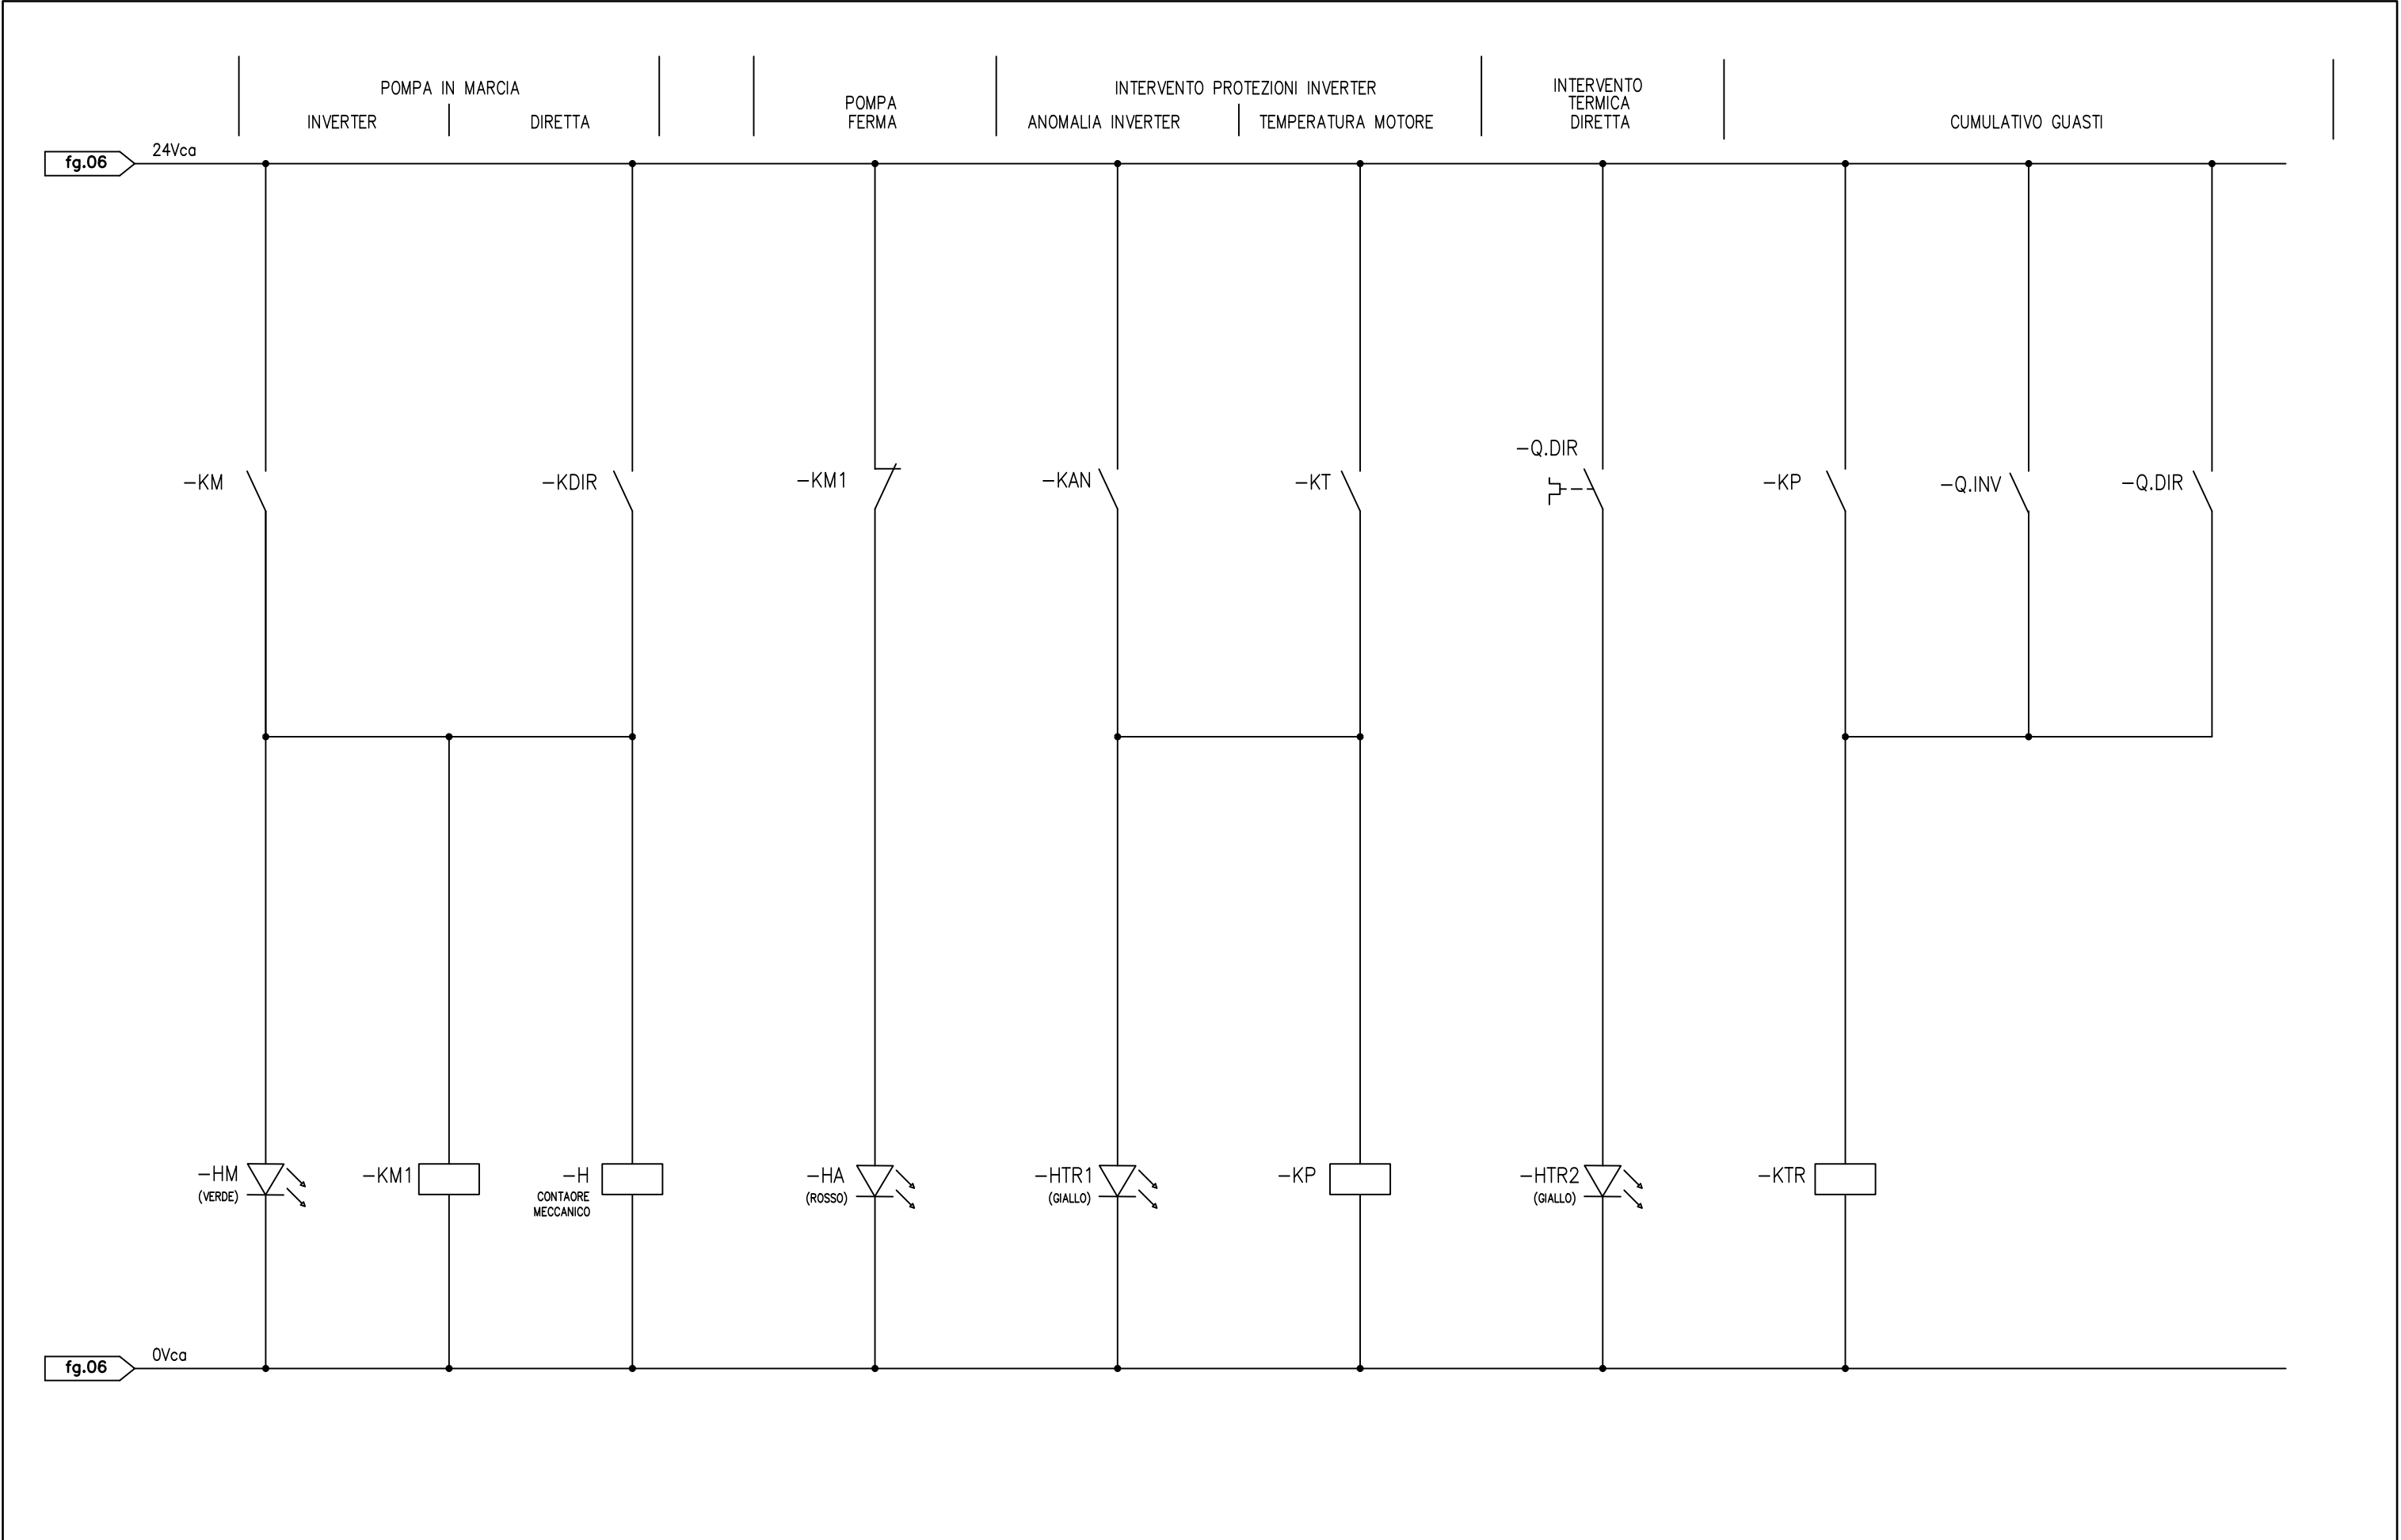 POMPA IN MARCIA
INVERTER
DIRETTA
POMPA
FERMA
INTERVENTO PROTEZIONI INVERTER
ANOMALIA INVERTER
TEMPERATURA MOTORE
INTERVENTO
TERMICA
DIRETTA
CUMULATIVO GUASTI
fg.06
24Vca
-KM
-KDIR
-KM1
-KAN
-KT
-Q.DIR
-KP
-Q.INV
-Q.DIR
-HM
(VERDE)
-KM1
-H
CONTAORE
MECCANICO
-HA
(ROSSO)
-HTR1
(GIALLO)
-KP
-HTR2
(GIALLO)
-KTR
fg.06
0Vca